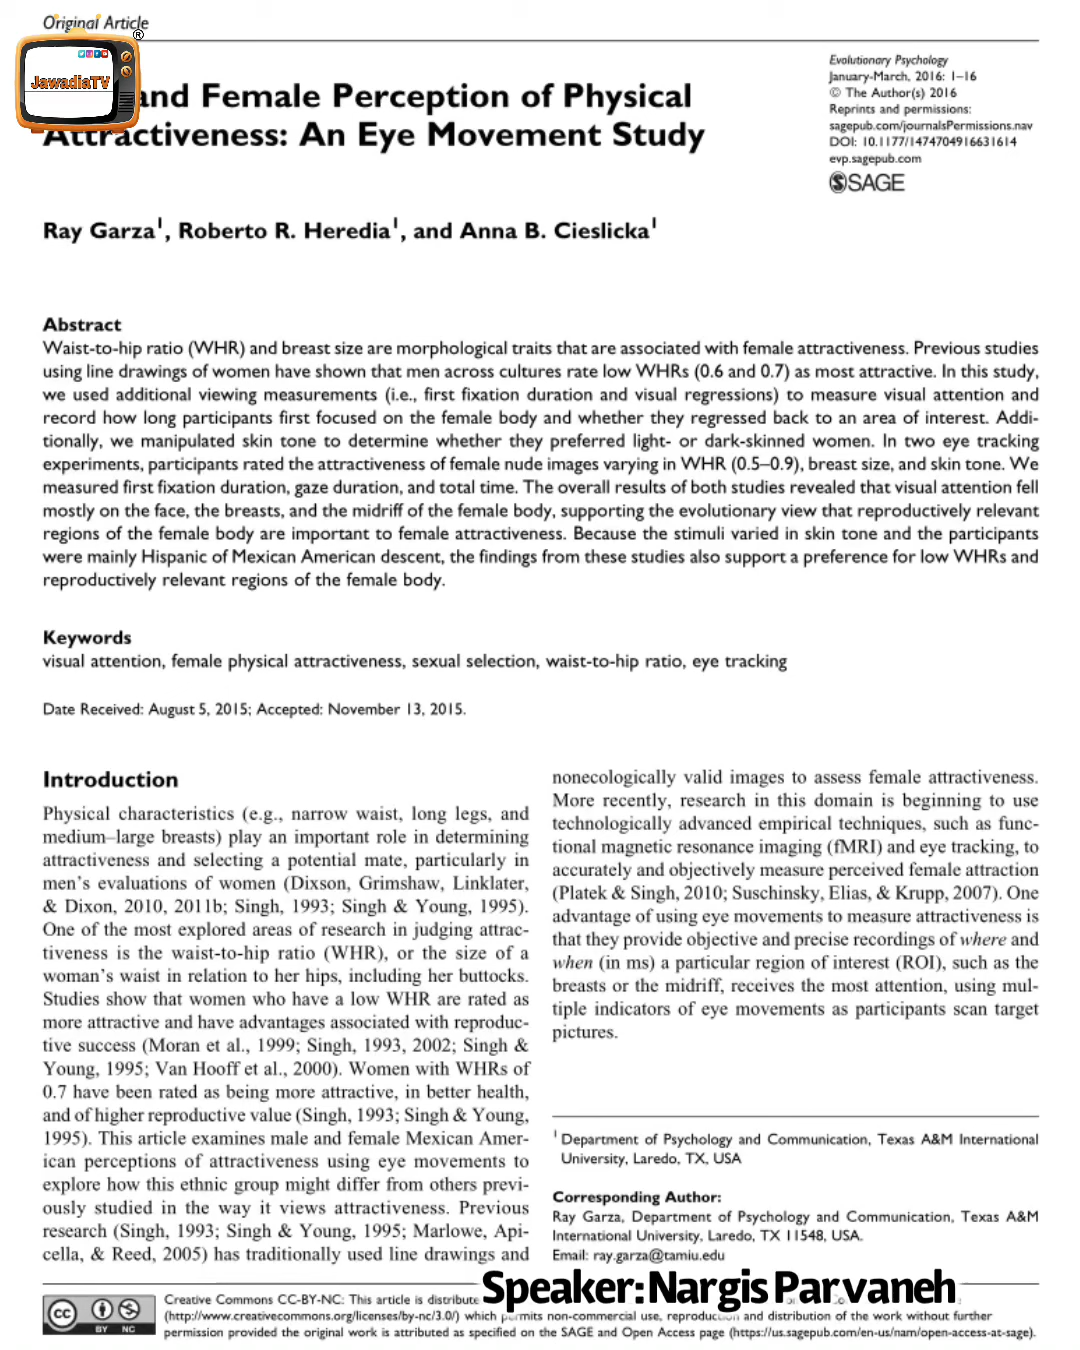 Original Article
JawadiaTV
®
and Female Perception of Physical
Attractiveness: An Eye Movement Study
Evolutionary Psychology
January-March, 2016: 1–16
© The Author(s) 2016
Reprints and permissions:
sagepub.com/journalsPermissions.nav
DOI: 10.1177/1474704916631614
evp.sagepub.com
SAGE
Ray Garza¹, Roberto R. Heredia¹, and Anna B. Cieslicka¹
Abstract
Waist-to-hip ratio (WHR) and breast size are morphological traits that are associated with female attractiveness. Previous studies
using line drawings of women have shown that men across cultures rate low WHRs (0.6 and 0.7) as most attractive. In this study,
we used additional viewing measurements (i.e., first fixation duration and visual regressions) to measure visual attention and
record how long participants first focused on the female body and whether they regressed back to an area of interest. Addi-
tionally, we manipulated skin tone to determine whether they preferred light- or dark-skinned women. In two eye tracking
experiments, participants rated the attractiveness of female nude images varying in WHR (0.5–0.9), breast size, and skin tone. We
measured first fixation duration, gaze duration, and total time. The overall results of both studies revealed that visual attention fell
mostly on the face, the breasts, and the midriff of the female body, supporting the evolutionary view that reproductively relevant
regions of the female body are important to female attractiveness. Because the stimuli varied in skin tone and the participants
were mainly Hispanic of Mexican American descent, the findings from these studies also support a preference for low WHRs and
reproductively relevant regions of the female body.
Keywords
visual attention, female physical attractiveness, sexual selection, waist-to-hip ratio, eye tracking
Date Received: August 5, 2015; Accepted: November 13, 2015.
Introduction
Physical characteristics (e.g., narrow waist, long legs, and
medium–large breasts) play an important role in determining
attractiveness and selecting a potential mate, particularly in
men's evaluations of women (Dixson, Grimshaw, Linklater,
& Dixon, 2010, 2011b; Singh, 1993; Singh & Young, 1995).
One of the most explored areas of research in judging attrac-
tiveness is the waist-to-hip ratio (WHR), or the size of a
woman's waist in relation to her hips, including her buttocks.
Studies show that women who have a low WHR are rated as
more attractive and have advantages associated with reproduc-
tive success (Moran et al., 1999; Singh, 1993, 2002; Singh &
Young, 1995; Van Hooff et al., 2000). Women with WHRs of
0.7 have been rated as being more attractive, in better health,
and of higher reproductive value (Singh, 1993; Singh & Young,
1995). This article examines male and female Mexican Amer-
ican perceptions of attractiveness using eye movements to
explore how this ethnic group might differ from others previ-
ously studied in the way it views attractiveness. Previous
research (Singh, 1993; Singh & Young, 1995; Marlowe, Api-
cella, & Reed, 2005) has traditionally used line drawings and
nonecologically valid images to assess female attractiveness.
More recently, research in this domain is beginning to use
technologically advanced empirical techniques, such as func-
tional magnetic resonance imaging (fMRI) and eye tracking, to
accurately and objectively measure perceived female attraction
(Platek & Singh, 2010; Suschinsky, Elias, & Krupp, 2007). One
advantage of using eye movements to measure attractiveness is
that they provide objective and precise recordings of where and
when (in ms) a particular region of interest (ROI), such as the
breasts or the midriff, receives the most attention, using mul-
tiple indicators of eye movements as participants scan target
pictures.
¹ Department of Psychology and Communication, Texas A&M International
University, Laredo, TX, USA
Corresponding Author:
Ray Garza, Department of Psychology and Communication, Texas A&M
International University, Laredo, TX 11548, USA.
Email: ray.garza@tamiu.edu
Speaker: Nargis Parvaneh
cc BY NC
Creative Commons CC-BY-NC: This article is distribute
(http://www.creativecommons.org/licenses/by-nc/3.0/) which permits non-commercial use, reproduction and distribution of the work without further
permission provided the original work is attributed as specified on the SAGE and Open Access page (https://us.sagepub.com/en-us/nam/open-access-at-sage).